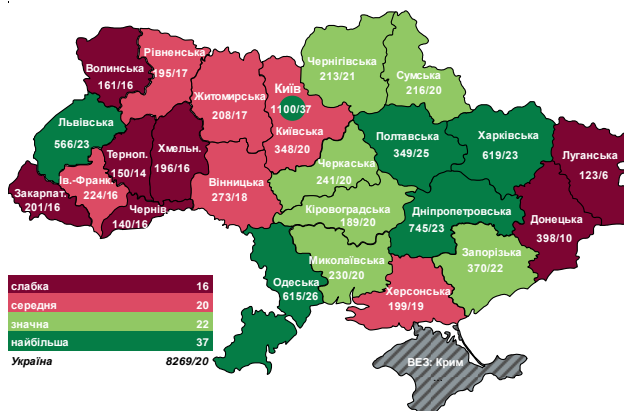 Волинська
161/16
Рівненська
195/17
Житомирська
208/17
Київ
1100/37
Київська
348/20
Чернігівська
213/21
Сумська
216/20
Львівська
566/23
Терноп.
150/14
Хмельн.
196/16
Ів.-Франк.
224/16
Закарпат.
201/16
Чернів.
140/16
Вінницька
273/18
Черкаська
241/20
Полтавська
349/25
Харківська
619/23
Луганська
123/6
Кіровоградська
189/20
Дніпропетровська
745/23
Донецька
398/10
Запорізька
370/22
Миколаївська
230/20
Одеська
615/26
Херсонська
199/19
ВЕЗ: Крим
...
слабка 16
середня 20
значна 22
найбільша 37
Україна 8269/20